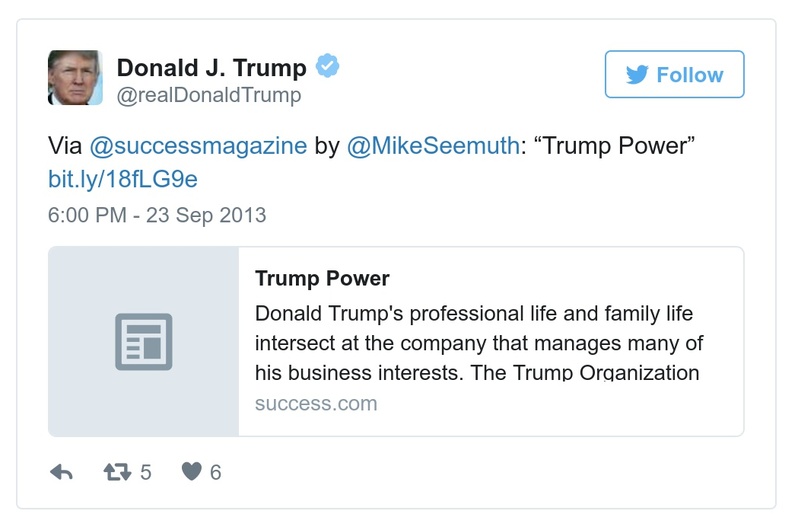 Donald J. Trump
@realDonaldTrump
Follow
Via @successmagazine by @MikeSeemuth: “Trump Power”
bit.ly/18fLG9e
6:00 PM - 23 Sep 2013
Trump Power
Donald Trump's professional life and family life
intersect at the company that manages many of
his business interests. The Trump Organization
success.com
5
6